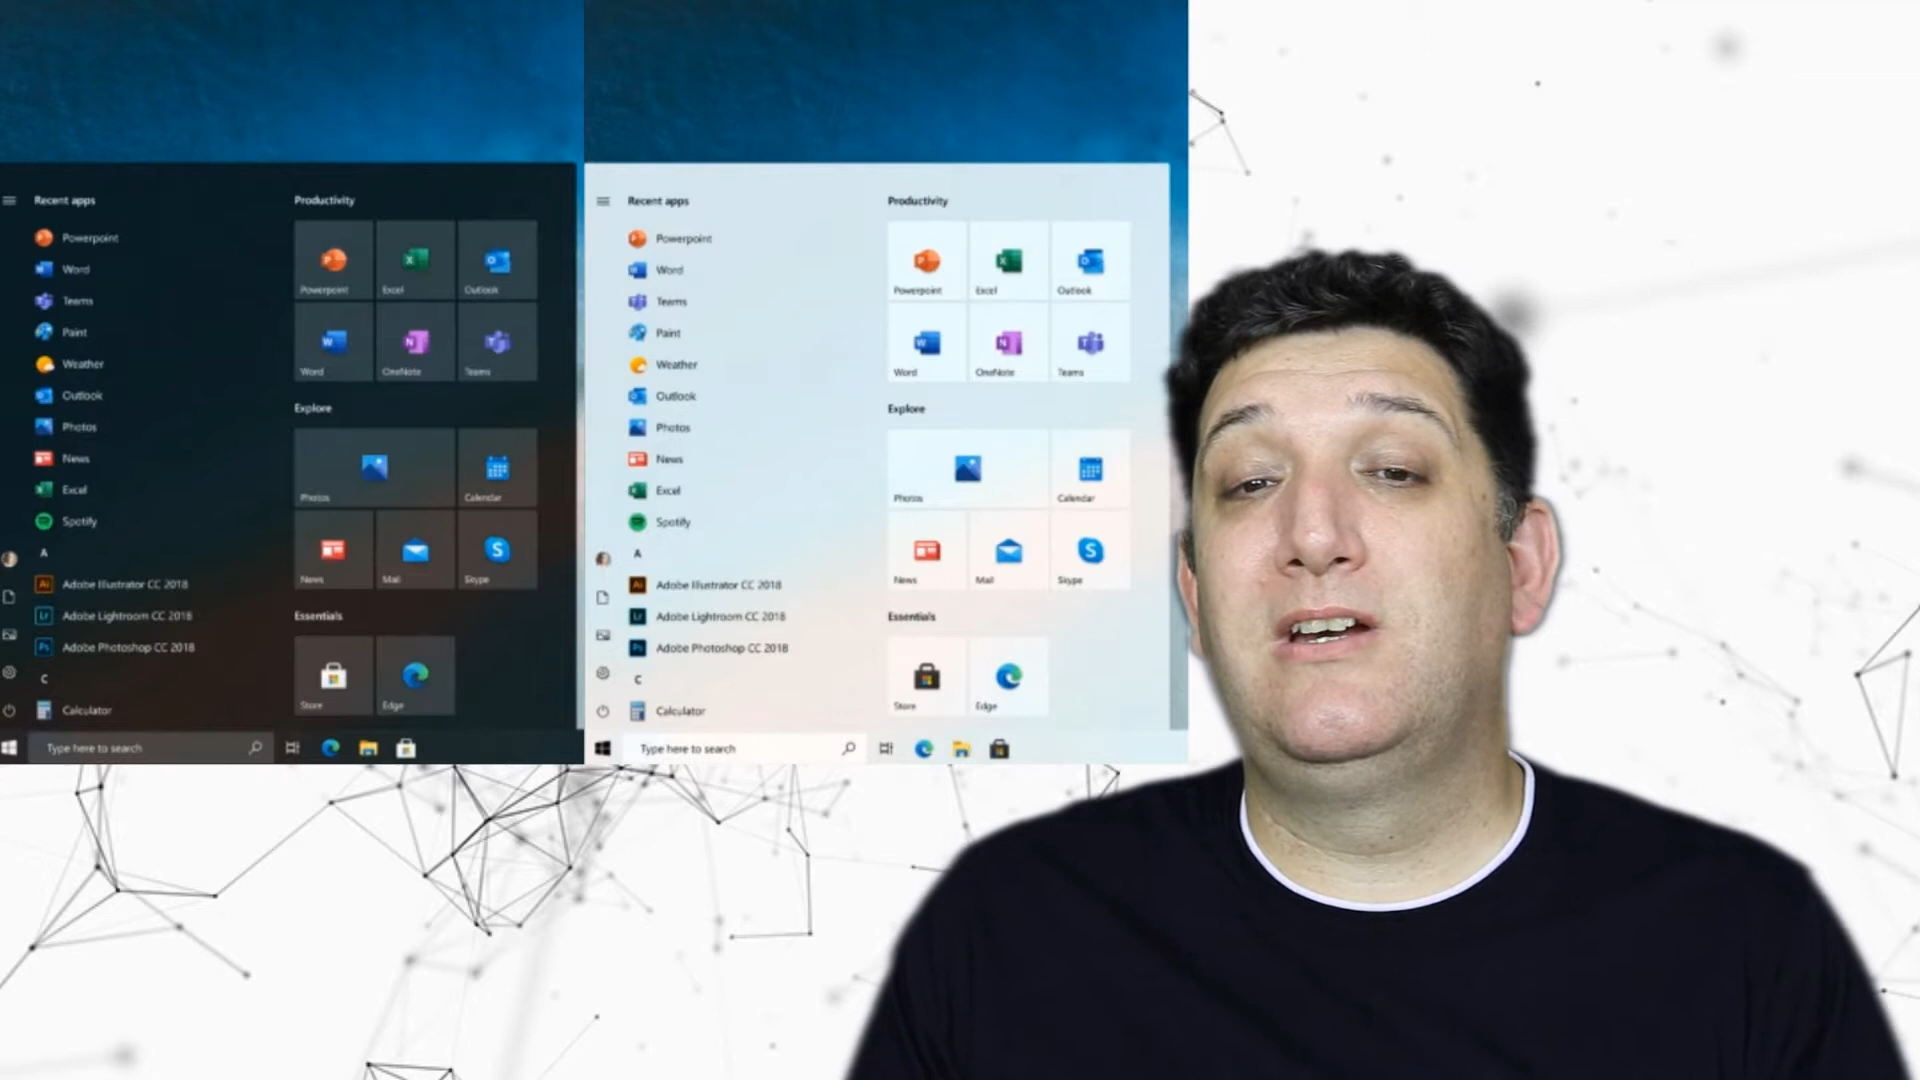 Recent apps
Powerpoint
Word
Teams
Paint
Weather
Outlook
Photos
News
Excel
Spotify
A
Adobe Illustrator CC 2018
Adobe Lightroom CC 2018
Adobe Photoshop CC 2018
C
Calculator
Type here to search
Productivity
Powerpoint Excel Outlook
Word OneNote Teams
Explore
Photos Calendar
News Mail Skype
Essentials
Store Edge
Recent apps
Powerpoint
Word
Teams
Paint
Weather
Outlook
Photos
News
Excel
Spotify
A
Adobe Illustrator CC 2018
Adobe Lightroom CC 2018
Adobe Photoshop CC 2018
C
Calculator
Type here to search
Productivity
Powerpoint Excel Outlook
Word OneNote Teams
Explore
Photos Calendar
News Mail Skype
Essentials
Store Edge